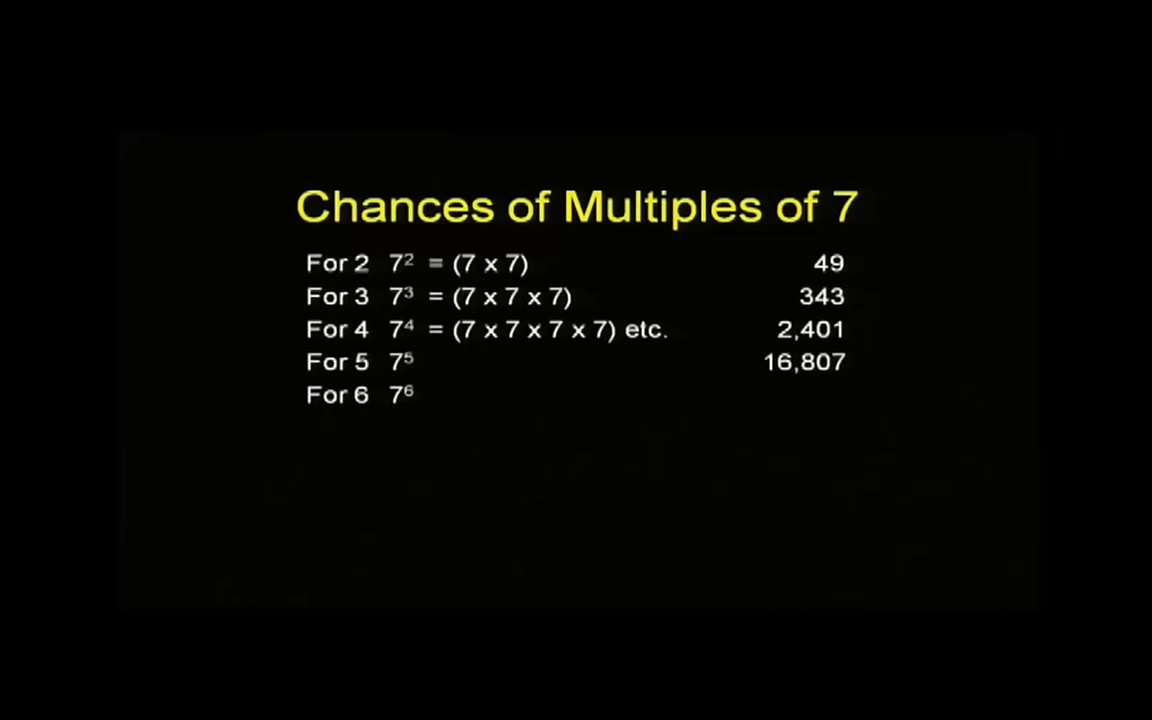 Chances of Multiples of 7
For 2 7² = (7 x 7) 49
For 3 7³ = (7 x 7 x 7) 343
For 4 7⁴ = (7 x 7 x 7 x 7) etc. 2,401
For 5 7⁵ 16,807
For 6 7⁶